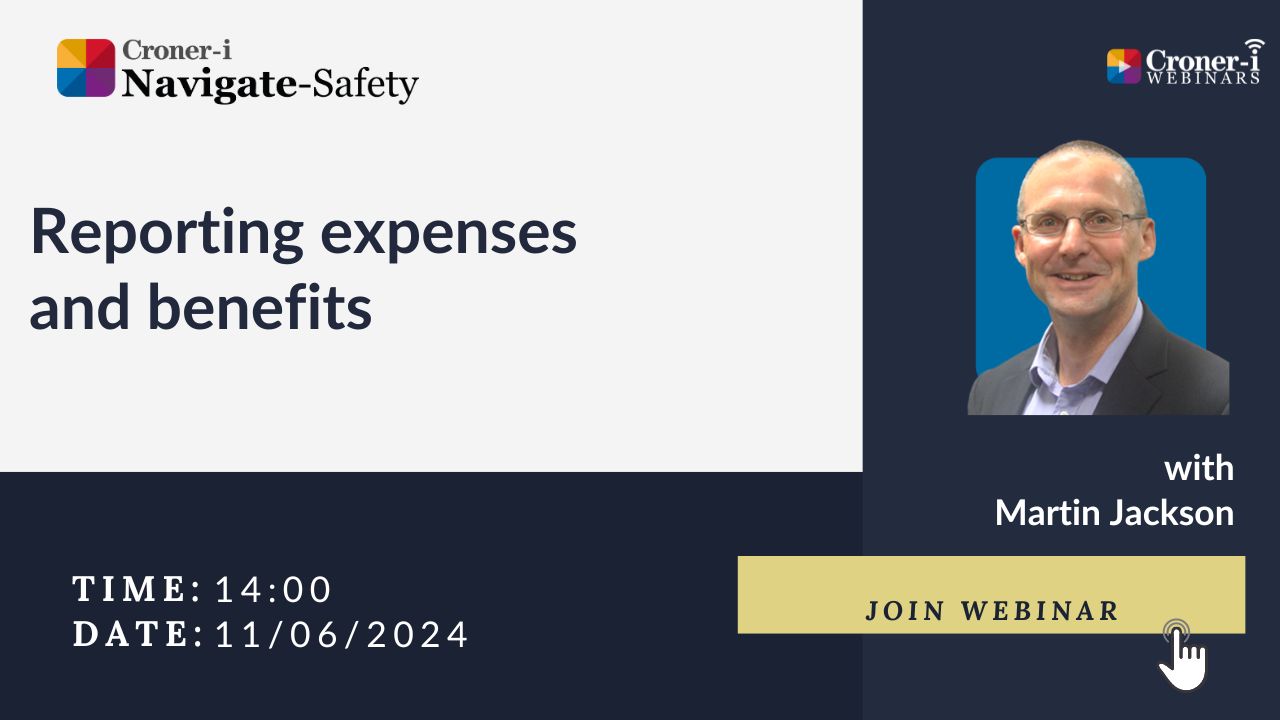 Croner-i
Navigate-Safety
Croner-i
WEBINARS
Reporting expenses
and benefits
with
Martin Jackson
TIME: 14:00
DATE: 11/06/2024
JOIN WEBINAR